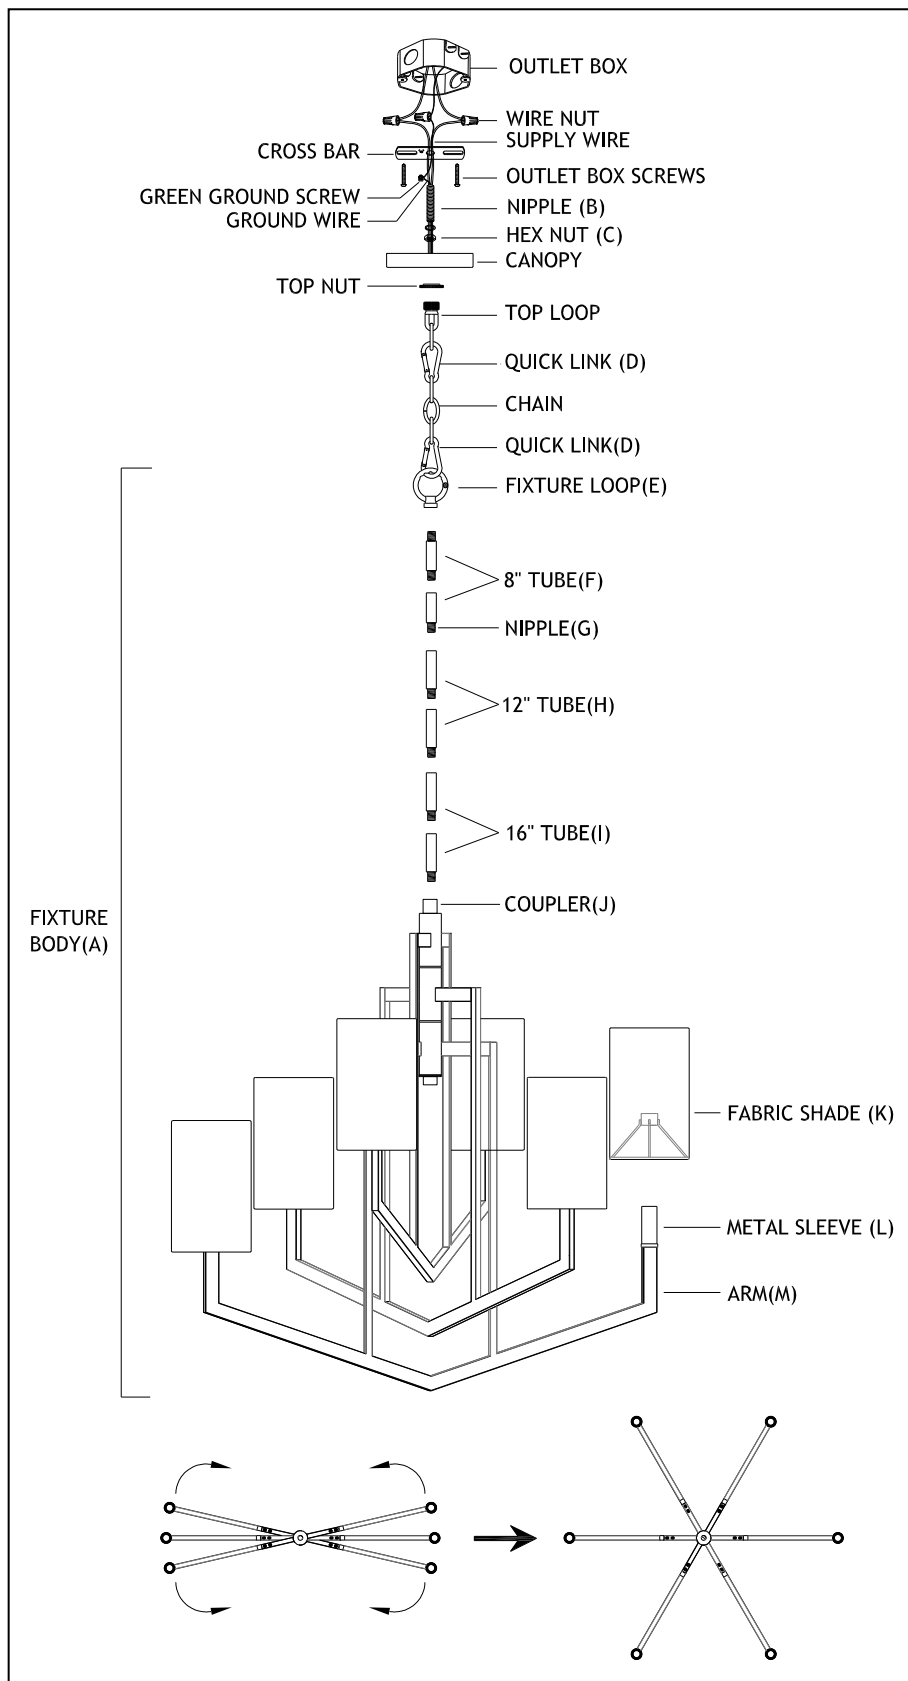 OUTLET BOX
WIRE NUT
SUPPLY WIRE
CROSS BAR
OUTLET BOX SCREWS
GREEN GROUND SCREW
NIPPLE (B)
GROUND WIRE
HEX NUT (C)
CANOPY
TOP NUT
TOP LOOP
QUICK LINK (D)
CHAIN
QUICK LINK(D)
FIXTURE LOOP(E)
8" TUBE(F)
NIPPLE(G)
12" TUBE(H)
16" TUBE(I)
COUPLER(J)
FIXTURE
BODY(A)
FABRIC SHADE (K)
METAL SLEEVE (L)
ARM(M)